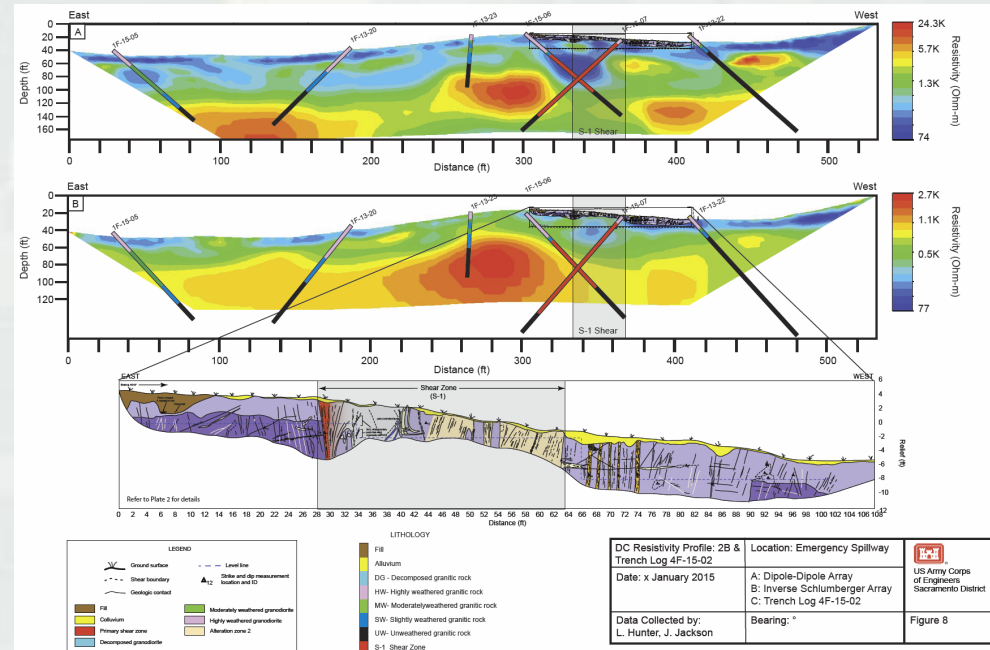 East
West
A
1F-15-05
1F-13-20
1F-13-23
1F-15-06
1F-15-07
1F-13-22
0
20
40
60
80
100
120
140
160
Depth (ft)
S-1 Shear
0
100
200
300
400
500
Distance (ft)
24.3K
5.7K
1.3K
74
Resistivity (Ohm-m)
East
West
B
1F-15-05
1F-13-20
1F-13-23
1F-15-06
1F-15-07
1F-13-22
0
20
40
60
80
100
120
Depth (ft)
S-1 Shear
0
100
200
300
400
500
Distance (ft)
2.7K
1.1K
0.5K
77
Resistivity (Ohm-m)
EAST
WEST
Shear Zone
(S-1)
6
4
2
0
-2
-4
-6
-8
-10
-12
Relief (ft)
Refer to Plate 2 for details
0 2 4 6 8 10 12 14 16 18 20 22 24 26 28 30 32 34 36 38 40 42 44 46 48 50 52 54 56 58 60 62 64 66 68 70 72 74 76 78 80 82 84 86 88 90 92 94 96 98 100 102 104 106 108
Distance (ft)
LEGEND
Ground surface
Shear boundary
Geologic contact
Level line
12
Strike and dip measurement
location and ID
Fill
Colluvium
Primary shear zone
Decomposed granodiorite
Moderately weathered granodiorite
Highly weathered granodiorite
Alteration zone 2
LITHOLOGY
Fill
Alluvium
DG - Decomposed granitic rock
HW- Highly weathered granitic rock
MW- Moderatelyweathered granitic rock
SW- Slightly weathered granitic rock
UW- Unweathered granitic rock
S-1 Shear Zone
DC Resistivity Profile: 2B &
Trench Log 4F-15-02
Location: Emergency Spillway
Date: x January 2015
A: Dipole-Dipole Array
B: Inverse Schlumberger Array
C: Trench Log 4F-15-02
Data Collected by:
L. Hunter, J. Jackson
Bearing: °
US Army Corps
of Engineers
Sacramento District
Figure 8